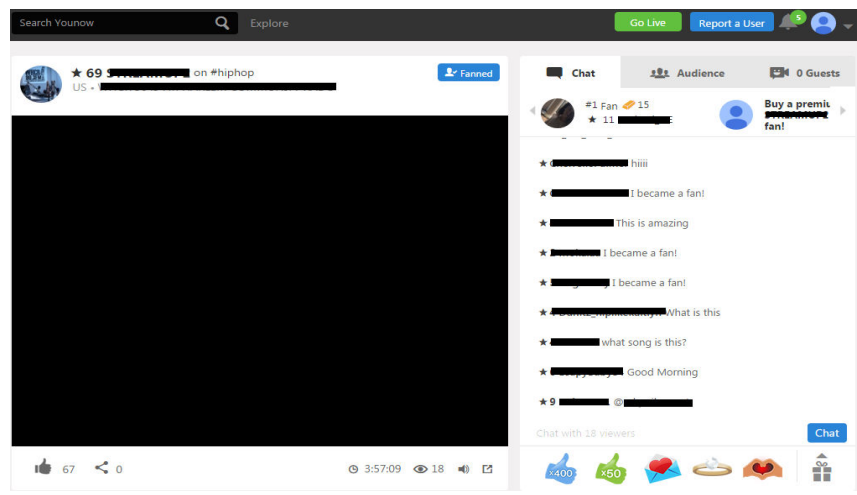 Search Younow
Explore
Go Live
Report a User
5
★ 69 on #hiphop
US •
Fanned
Chat
Audience
0 Guests
#1 Fan 15
★ 11
Buy a premiu
fan!
★ hiiii
★ I became a fan!
★ This is amazing
★ I became a fan!
★ I became a fan!
★ What is this
★ what song is this?
★ Good Morning
★ 9 @
Chat with 18 viewers
Chat
67
0
3:57:09
18
x400
x50